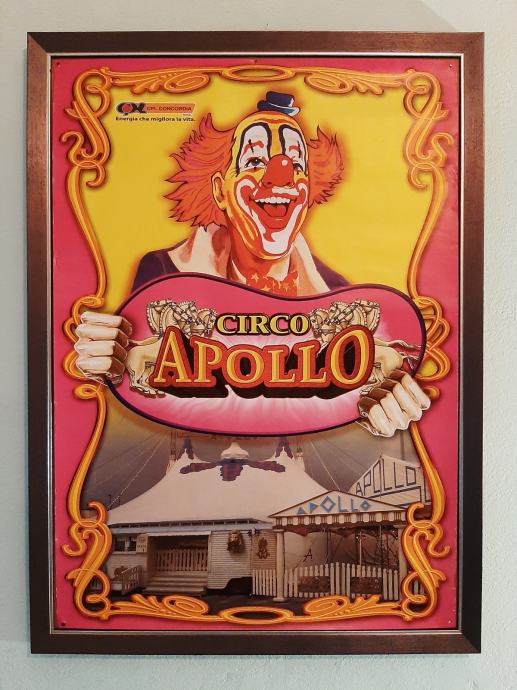 CPL CONCORDIA
Energia che migliora la vita.
CIRCO
APOLLO
APOLLO
APOLLO